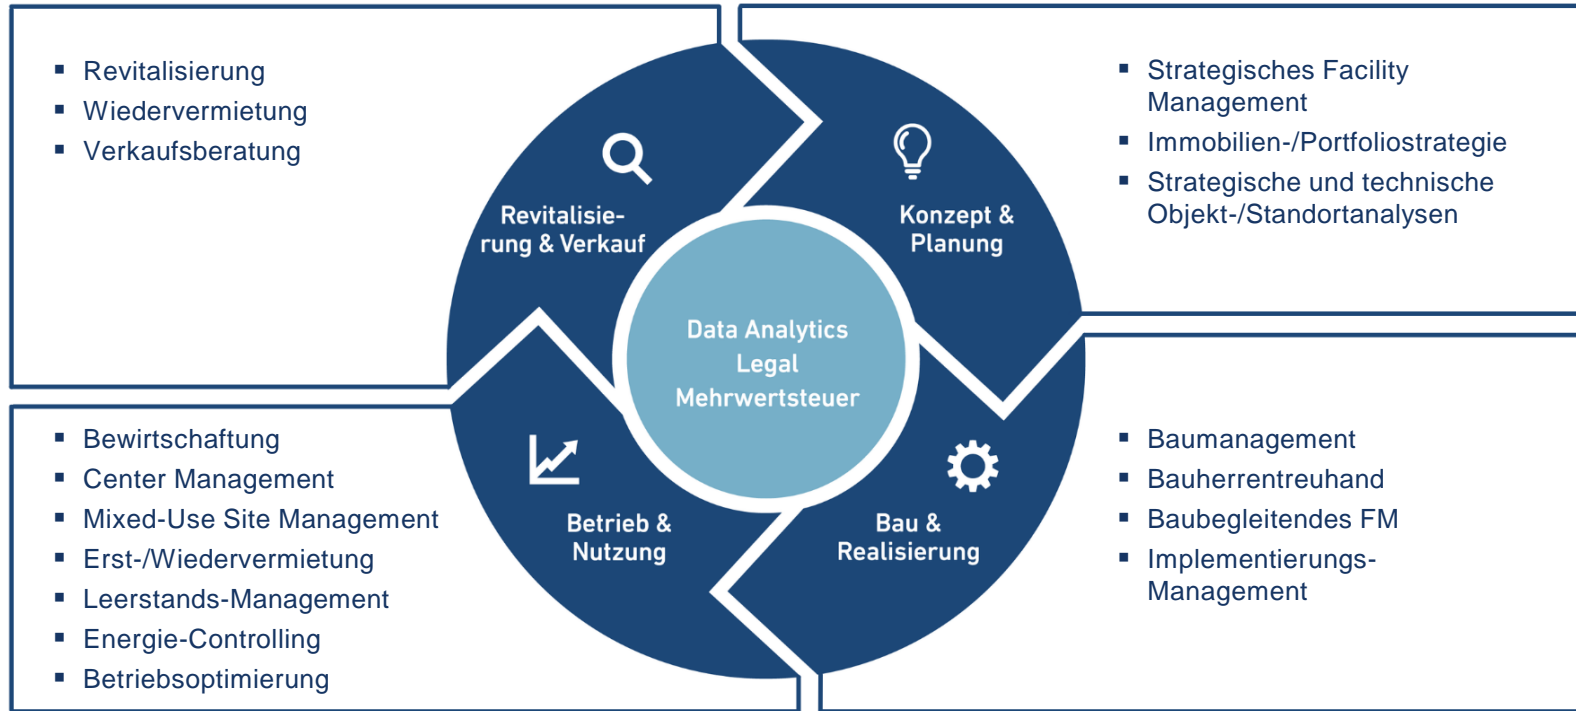 Revitalisierung
Wiedervermietung
Verkaufsberatung
Strategisches Facility
Management
Immobilien-/Portfoliostrategie
Strategische und technische
Objekt-/Standortanalysen
Revitalisie-
rung & Verkauf
Konzept &
Planung
Data Analytics
Legal
Mehrwertsteuer
Betrieb &
Nutzung
Bau &
Realisierung
Bewirtschaftung
Center Management
Mixed-Use Site Management
Erst-/Wiedervermietung
Leerstands-Management
Energie-Controlling
Betriebsoptimierung
Baumanagement
Bauherrentreuhand
Baubegleitendes FM
Implementierungs-
Management